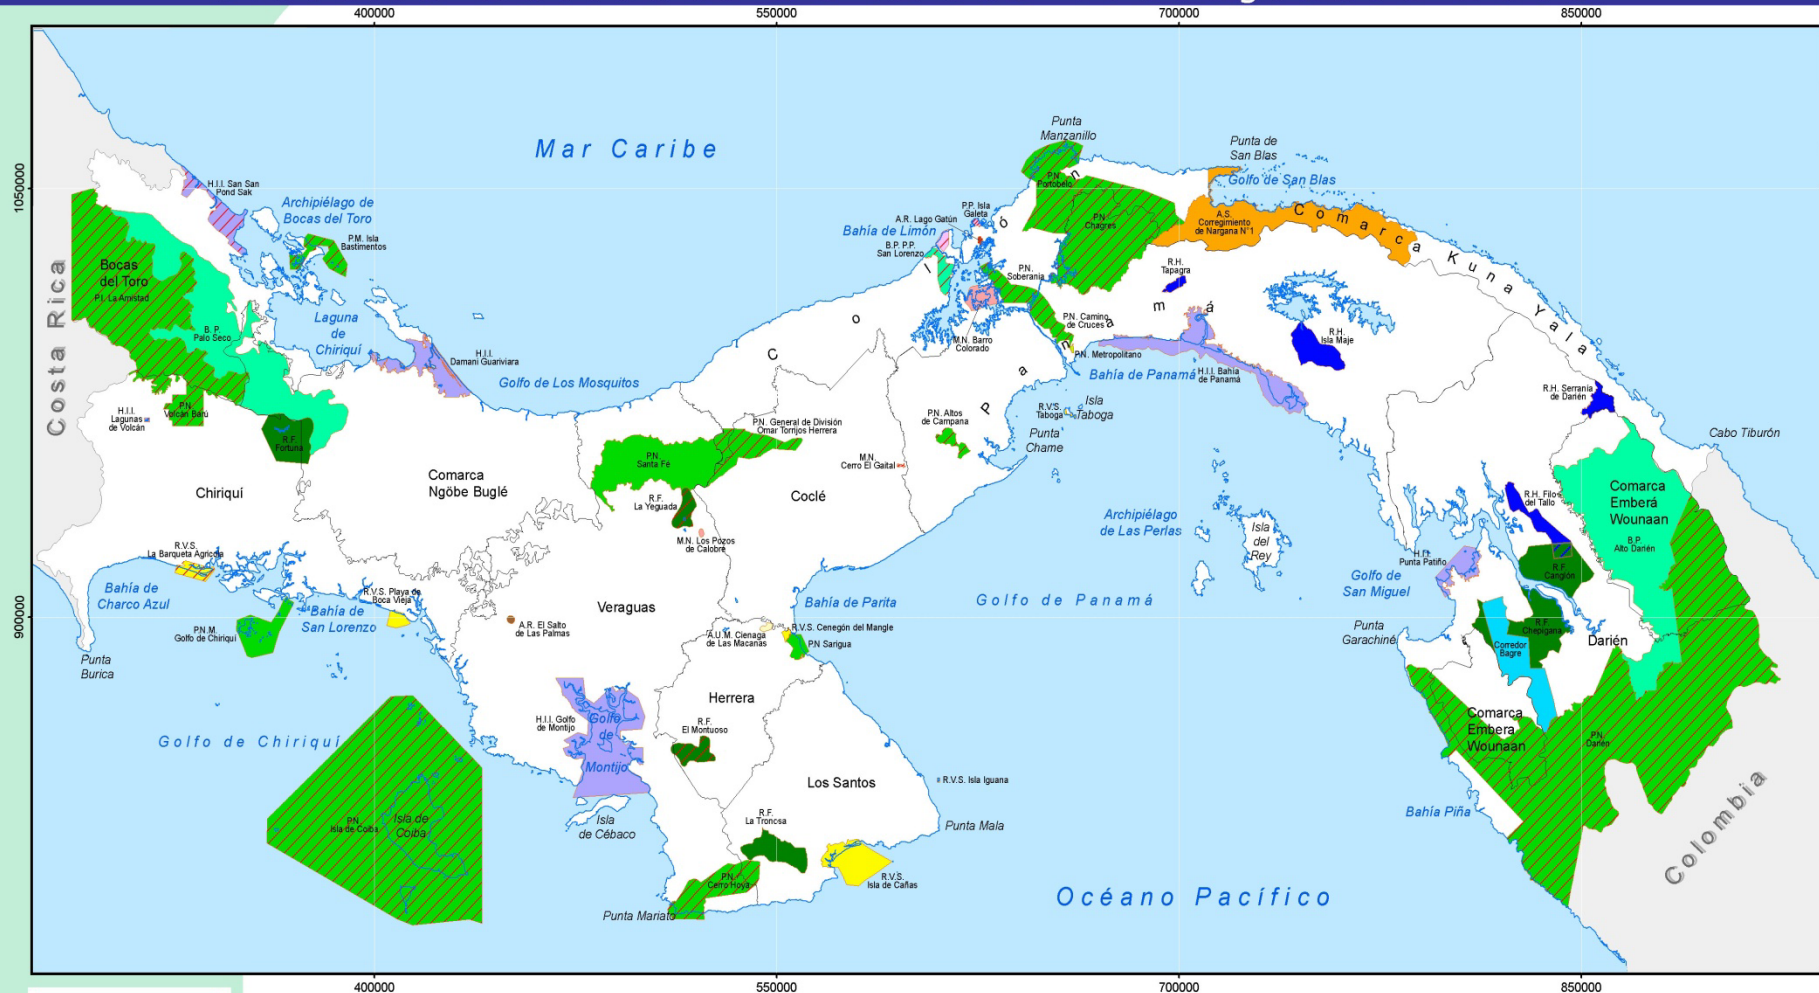 400000
550000
700000
850000
1050000
900000
Costa Rica
Colombia
Mar Caribe
Océano Pacífico
H.I.I. San San
Pond Sak
Archipiélago de
Bocas del Toro
P.M. Isla
Bastimentos
Bocas
del Toro
P.I. La Amistad
B. P.
Palo Seco
Laguna
de
Chiriquí
H.I.I.
Damani Guariviara
Golfo de Los Mosquitos
H.I.I.
Lagunas
de Volcán
P.N.
Volcán Barú
R.F.
Fortuna
Chiriquí
Comarca
Ngöbe Buglé
R.V.S.
La Barqueta Agricola
Bahía de
Charco Azul
P.N.M.
Golfo de Chiriquí
Bahía de
San Lorenzo
R.V.S. Playa de
Boca Vieja
Punta
Burica
Golfo de Chiriquí
P.N.
Isla de Coiba
Isla de
Coiba
A.R. El Salto
de Las Palmas
Veraguas
P.N.
Santa Fé
P.N. General de División
Omar Torrijos Herrera
R.F.
La Yeguada
M.N. Los Pozos
de Calobre
Coclé
M.N.
Cerro El Gaital
P.N. Altos
de Campana
H.I.I. Golfo
de Montijo
Golfo
de
Montijo
Isla
de Cébaco
Herrera
R.F.
El Montuoso
Los Santos
R.F.
La Tronosa
P.N.
Cerro Hoya
Punta Mariato
R.V.S.
Isla de Cañas
Punta Mala
R.V.S. Isla Iguana
Bahía de Parita
R.V.S. Cenegón del Mangle
A.U.M. Cienaga
de Las Macanas
P.N Sarigua
Golfo de Panamá
Colón
Panamá
Punta
Manzanillo
P.N.
Portobelo
P.P. Isla
Galeta
A.R. Lago Gatún
Bahía de Limón
B.P. P.P.
San Lorenzo
P.N.
Chagres
P.N.
Soberanía
P.N. Camino
de Cruces
M.N. Barro
Colorado
P.N. Metropolitano
Bahía de Panamá
H.I.I. Bahía
de Panamá
R.V.S.
Taboga
Isla
Taboga
Punta
Chame
Punta de
San Blas
Golfo de San Blas
A.S.
Corregimiento
de Nargana N°1
Comarca Kuna Yala
R.H.
Tapagra
R.H.
Isla Maje
R.H. Serranía
de Darién
Cabo Tiburón
Archipiélago
de Las Perlas
Isla
del
Rey
R.H. Filos
del Tallo
Comarca
Emberá
Wounaan
B.P.
Alto Darién
H.I.I.
Punta Patiño
Golfo de
San Miguel
R.F.
Canglón
Punta
Garachiné
R.F.
Chepigana
Corredor
Bagre
Darién
Comarca
Embera
Wounaan
P.N.
Darién
Bahía Piña
400000
550000
700000
850000